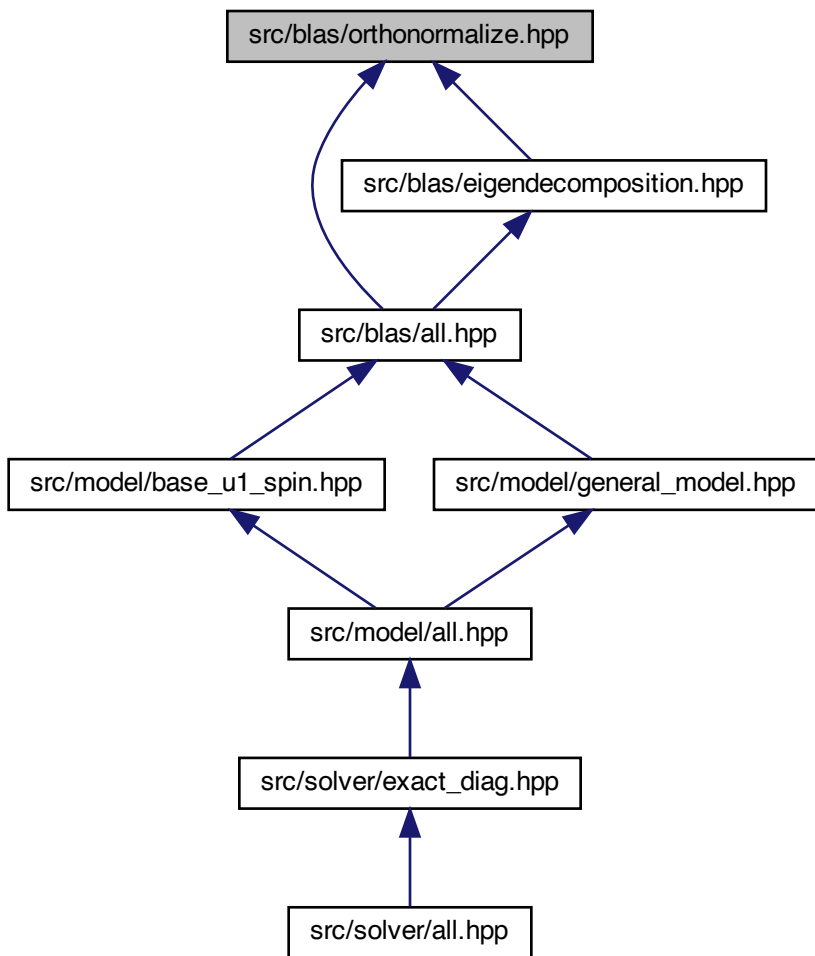 src/blas/orthonormalize.hpp
src/blas/eigendecomposition.hpp
src/blas/all.hpp
src/model/base_u1_spin.hpp
src/model/general_model.hpp
src/model/all.hpp
src/solver/exact_diag.hpp
src/solver/all.hpp